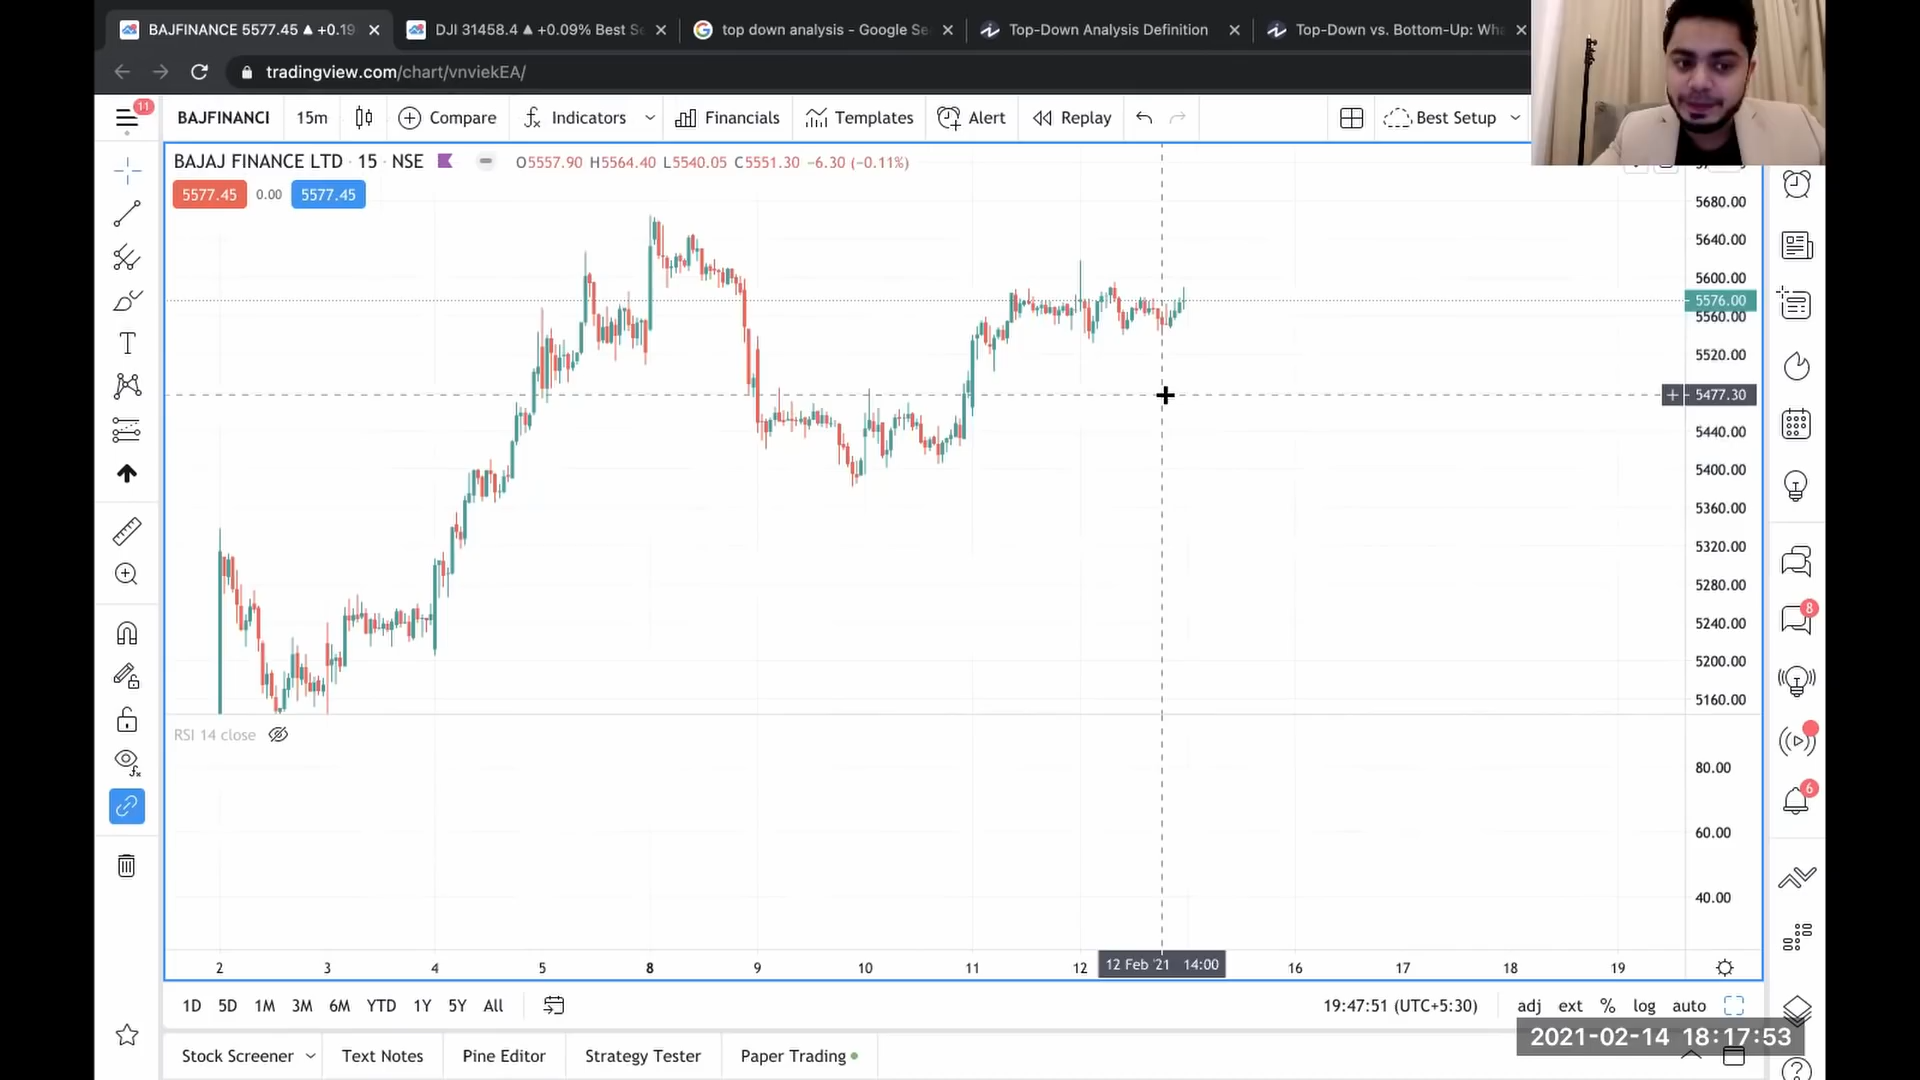 BAJFINANCE 5577.45 ▲ +0.19
DJI 31458.4 ▲ +0.09% Best S
top down analysis - Google Se
Top-Down Analysis Definition
Top-Down vs. Bottom-Up: Wha
tradingview.com/chart/vnviekEA/
11
BAJFINANCI
15m
Compare
Indicators
Financials
Templates
Alert
Replay
Best Setup
BAJAJ FINANCE LTD · 15 · NSE
O5557.90 H5564.40 L5540.05 C5551.30 −6.30 (−0.11%)
5577.45 0.00 5577.45
5680.00
5640.00
5600.00
5576.00
5560.00
5520.00
5477.30
5440.00
5400.00
5360.00
5320.00
5280.00
5240.00
5200.00
5160.00
8
6
RSI 14 close
80.00
60.00
40.00
2 3 4 5 8 9 10 11 12 12 Feb '21 14:00 16 17 18 19
1D 5D 1M 3M 6M YTD 1Y 5Y All
19:47:51 (UTC+5:30)
adj ext % log auto
2021-02-14 18:17:53
Stock Screener
Text Notes
Pine Editor
Strategy Tester
Paper Trading